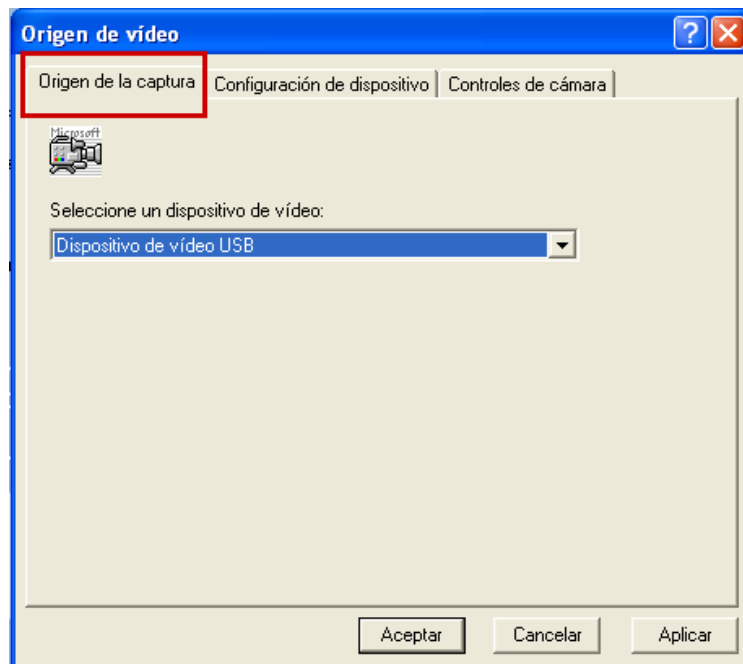 Origen de vídeo
Origen de la captura Configuración de dispositivo Controles de cámara
Microsoft
Seleccione un dispositivo de vídeo:
Dispositivo de vídeo USB
Aceptar Cancelar Aplicar